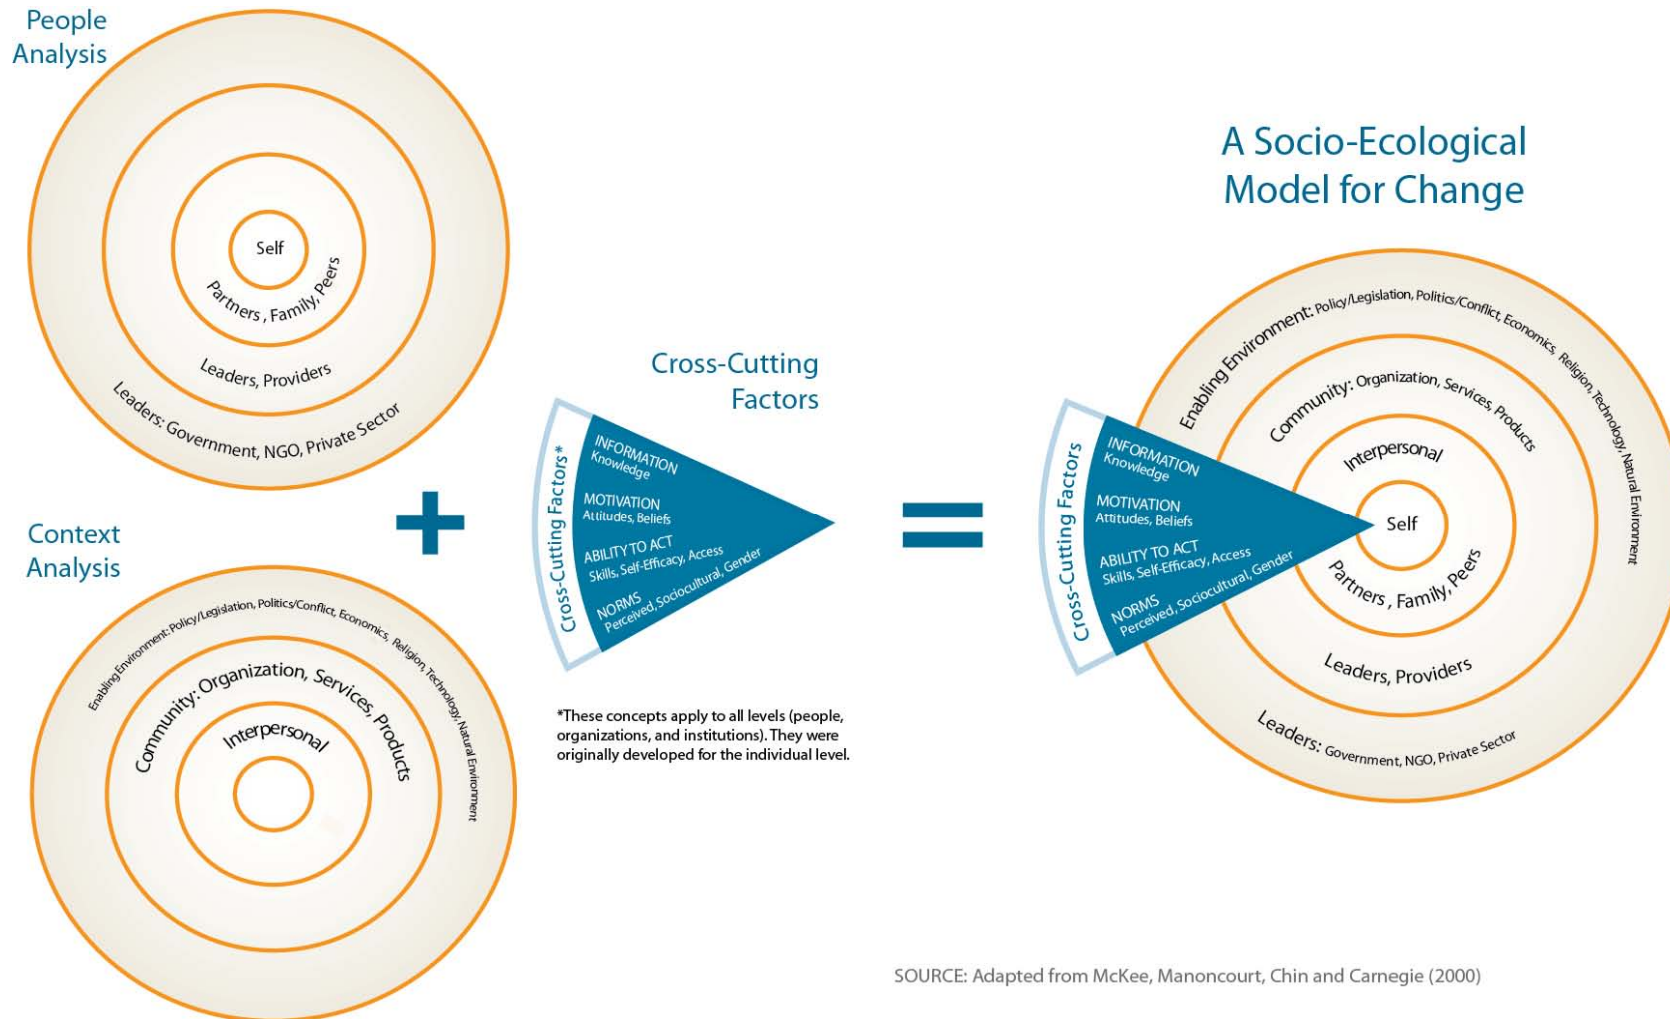 People
Analysis
Self
Partners , Family, Peers
Leaders, Providers
Leaders: Government, NGO, Private Sector
Context
Analysis
Enabling Environment: Policy/Legislation, Politics/Conflict, Economics, Religion, Technology, Natural Environment
Community: Organization, Services, Products
Interpersonal
Cross-Cutting
Factors
Cross-Cutting Factors*
INFORMATION
Knowledge
MOTIVATION
Attitudes, Beliefs
ABILITY TO ACT
Skills, Self-Efficacy, Access
NORMS
Perceived, Sociocultural, Gender
*These concepts apply to all levels (people,
organizations, and institutions). They were
originally developed for the individual level.
A Socio-Ecological
Model for Change
Enabling Environment: Policy/Legislation, Politics/Conflict, Economics, Religion, Technology, Natural Environment
Community: Organization, Services, Products
Interpersonal
Self
Partners , Family, Peers
Leaders, Providers
Leaders: Government, NGO, Private Sector
Cross-Cutting Factors
INFORMATION
Knowledge
MOTIVATION
Attitudes, Beliefs
ABILITY TO ACT
Skills, Self-Efficacy, Access
NORMS
Perceived, Sociocultural, Gender
SOURCE: Adapted from McKee, Manoncourt, Chin and Carnegie (2000)